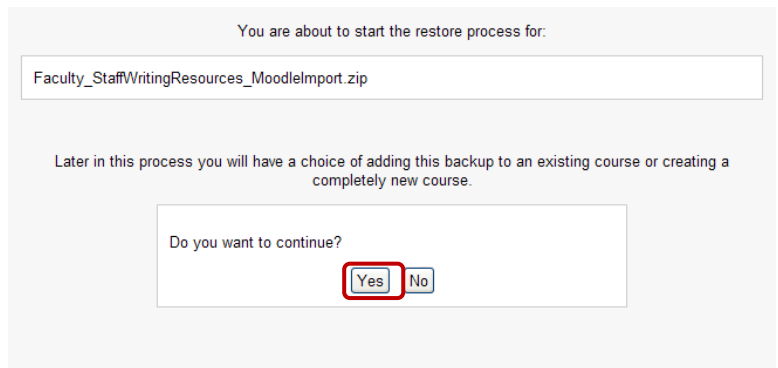 You are about to start the restore process for:
Faculty_StaffWritingResources_MoodleImport.zip
Later in this process you will have a choice of adding this backup to an existing course or creating a
completely new course.
Do you want to continue?
Yes No